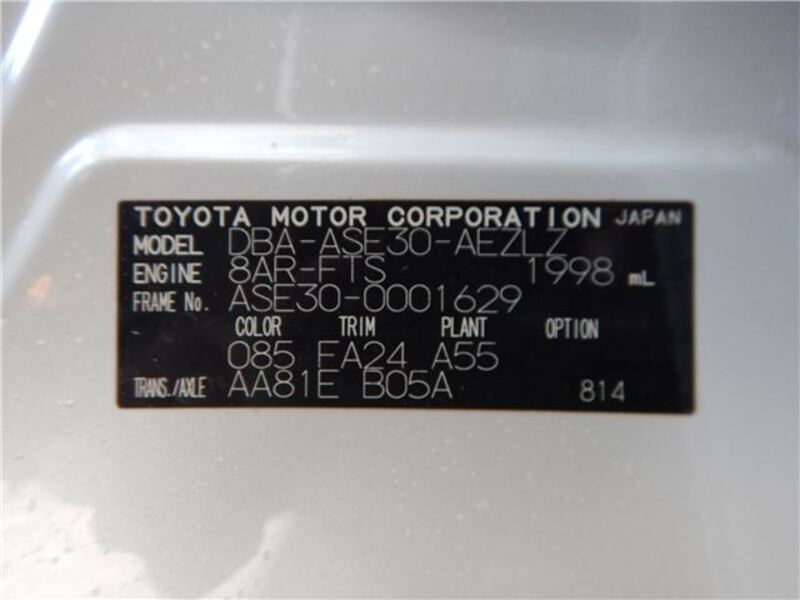 TOYOTA MOTOR CORPORATION JAPAN
MODEL DBA-ASE30-AEZLZ
ENGINE 8AR-FTS 1998 mL
FRAME No. ASE30-0001629
COLOR TRIM PLANT OPTION
085 FA24 A55
TRANS./AXLE AA81E B05A 814